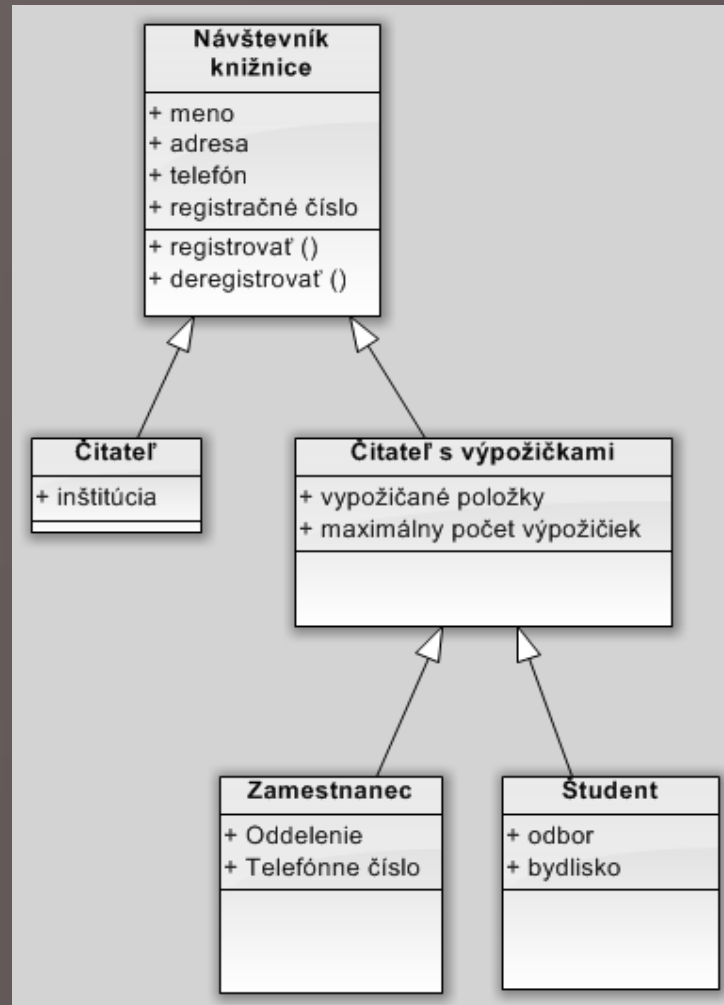 Návštevník
knižnice
+ meno
+ adresa
+ telefón
+ registračné číslo
+ registrovať ()
+ deregistrovať ()
Čitateľ
+ inštitúcia
Čitateľ s výpožičkami
+ vypožičané položky
+ maximálny počet výpožičiek
Zamestnanec
+ Oddelenie
+ Telefónne číslo
Študent
+ odbor
+ bydlisko